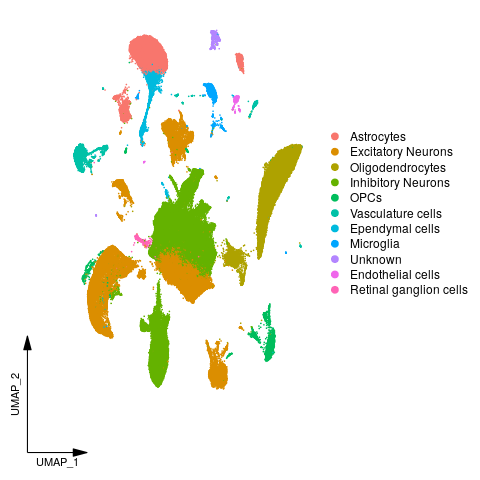 Astrocytes
Excitatory Neurons
Oligodendrocytes
Inhibitory Neurons
OPCs
Vasculature cells
Ependymal cells
Microglia
Unknown
Endothelial cells
Retinal ganglion cells
UMAP_2
UMAP_1